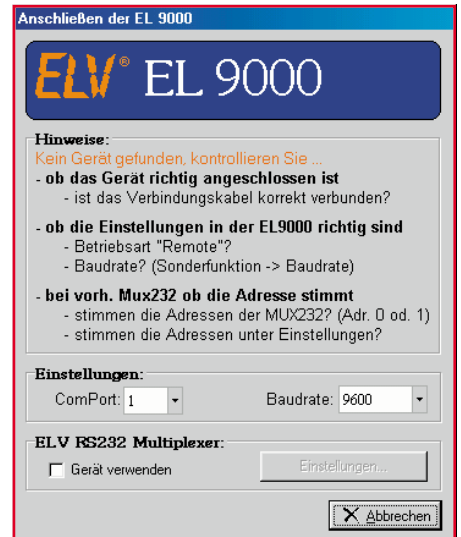 Anschließen der EL 9000
ELV® EL 9000
Hinweise:
Kein Gerät gefunden, kontrollieren Sie ...
- ob das Gerät richtig angeschlossen ist
- ist das Verbindungskabel korrekt verbunden?
- ob die Einstellungen in der EL9000 richtig sind
- Betriebsart "Remote"?
- Baudrate? (Sonderfunktion -> Baudrate)
- bei vorh. Mux232 ob die Adresse stimmt
- stimmen die Adressen der MUX232? (Adr. 0 od. 1)
- stimmen die Adressen unter Einstellungen?
Einstellungen:
ComPort: 1 Baudrate: 9600
ELV RS232 Multiplexer:
Gerät verwenden Einstellungen...
Abbrechen